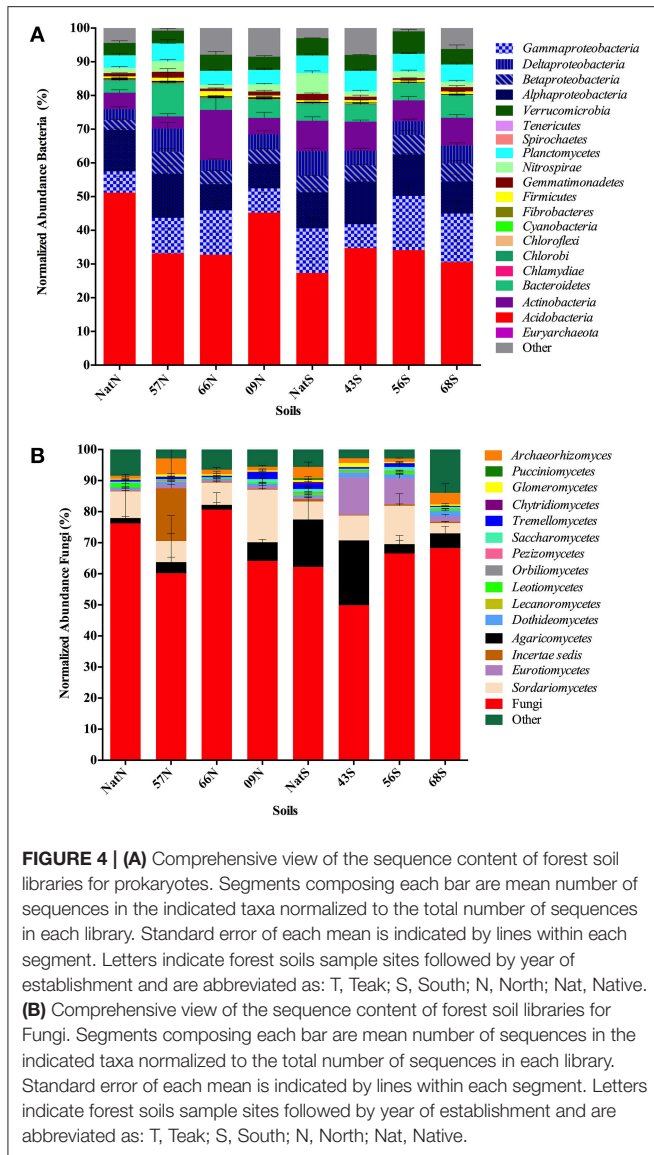 A
Normalized Abundance Bacteria (%)
100
90
80
70
60
50
40
30
20
10
0
NatN
57N
66N
09N
NatS
43S
56S
68S
Soils
Gammaproteobacteria
Deltaproteobacteria
Betaproteobacteria
Alphaproteobacteria
Verrucomicrobia
Tenericutes
Spirochaetes
Planctomycetes
Nitrospirae
Gemmatimonadetes
Firmicutes
Fibrobacteres
Cyanobacteria
Chloroflexi
Chlorobi
Chlamydiae
Bacteroidetes
Actinobacteria
Acidobacteria
Euryarchaeota
Other
B
Normalized Abundance Fungi (%)
100
90
80
70
60
50
40
30
20
10
0
NatN
57N
66N
09N
NatS
43S
56S
68S
Soils
Archaeorhizomyces
Pucciniomycetes
Glomeromycetes
Chytridiomycetes
Tremellomycetes
Saccharomycetes
Pezizomycetes
Orbiliomycetes
Leotiomycetes
Lecanoromycetes
Dothideomycetes
Agaricomycetes
Incertae sedis
Eurotiomycetes
Sordariomycetes
Fungi
Other
FIGURE 4 | (A) Comprehensive view of the sequence content of forest soil
libraries for prokaryotes. Segments composing each bar are mean number of
sequences in the indicated taxa normalized to the total number of sequences
in each library. Standard error of each mean is indicated by lines within each
segment. Letters indicate forest soils sample sites followed by year of
establishment and are abbreviated as: T, Teak; S, South; N, North; Nat, Native.
(B) Comprehensive view of the sequence content of forest soil libraries for
Fungi. Segments composing each bar are mean number of sequences in the
indicated taxa normalized to the total number of sequences in each library.
Standard error of each mean is indicated by lines within each segment. Letters
indicate forest soils sample sites followed by year of establishment and are
abbreviated as: T, Teak; S, South; N, North; Nat, Native.